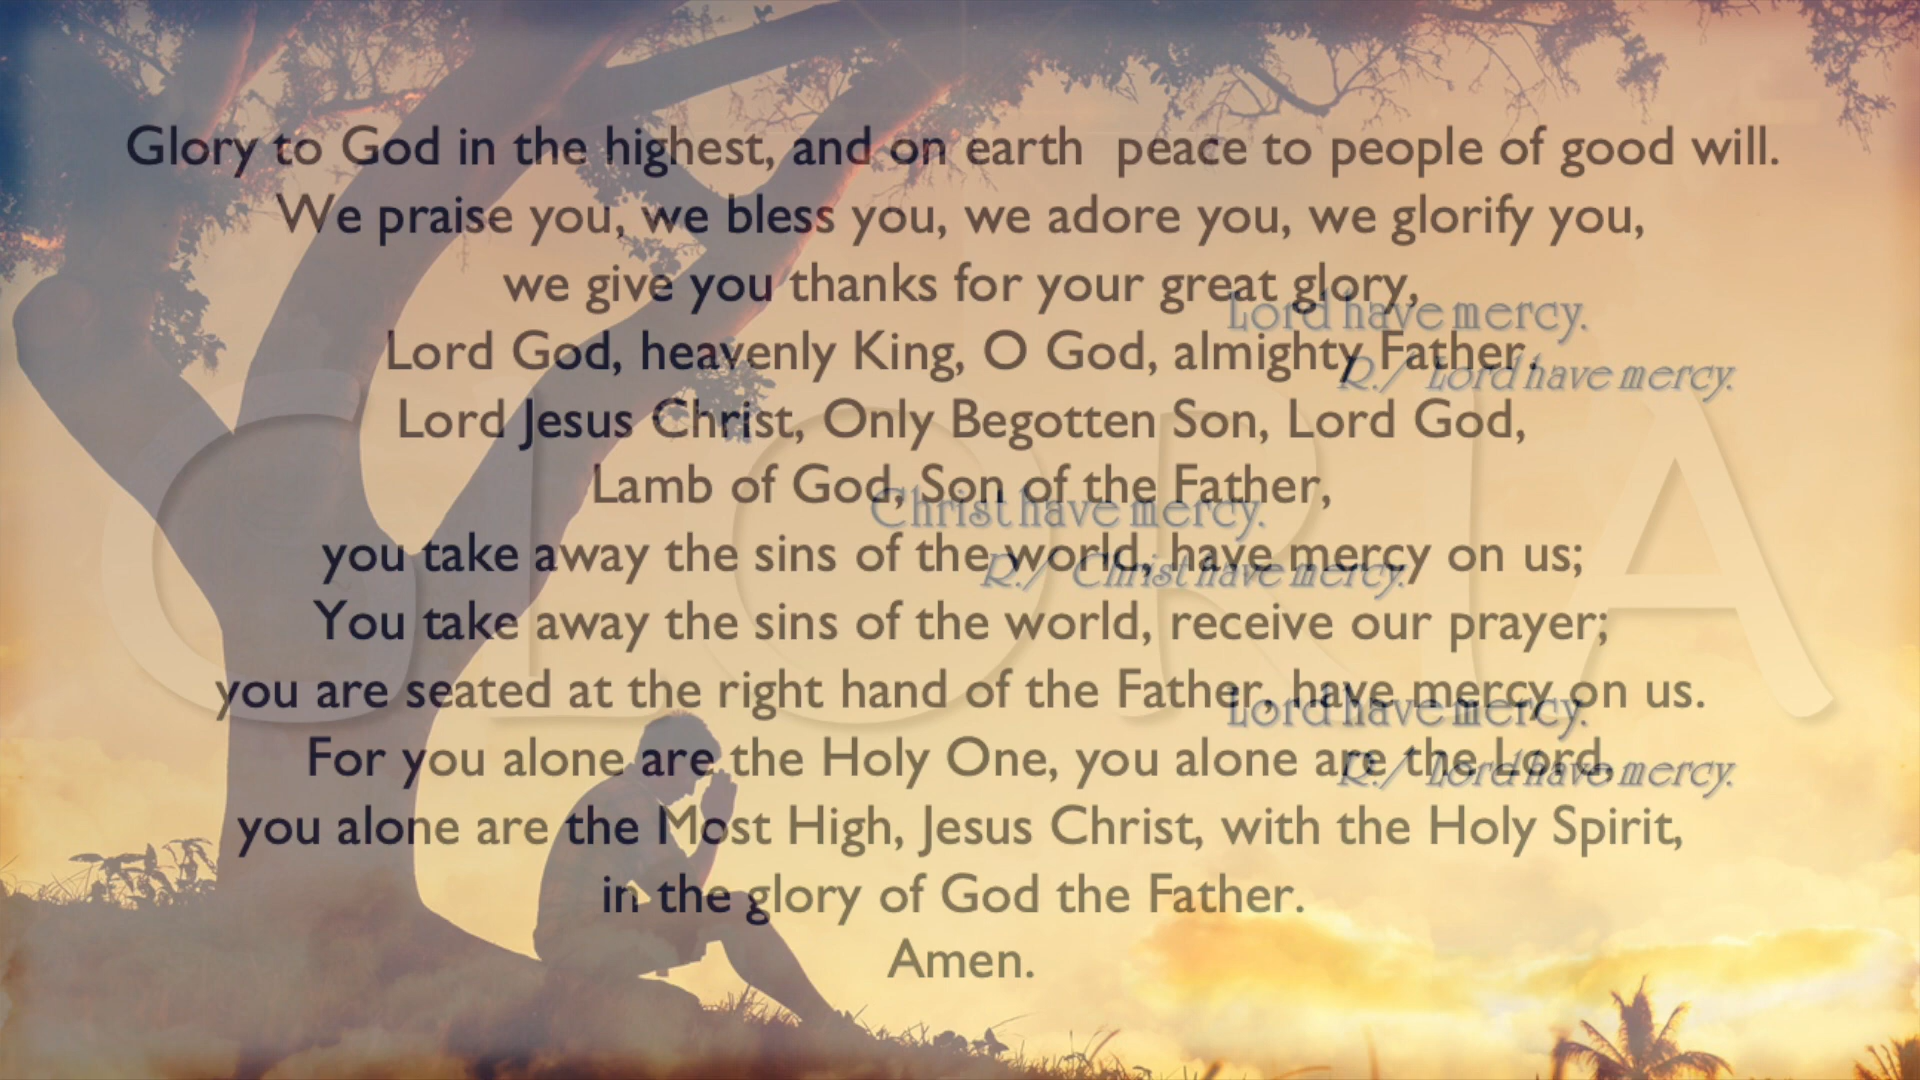 Glory to God in the highest, and on earth peace to people of good will.
We praise you, we bless you, we adore you, we glorify you,
we give you thanks for your great glory,
Lord have mercy.
Lord God, heavenly King, O God, almighty Father.
R./ Lord have mercy.
Lord Jesus Christ, Only Begotten Son, Lord God,
Lamb of God, Son of the Father,
Christ have mercy.
you take away the sins of the world, have mercy on us;
R./ Christ have mercy.
GLORIA
You take away the sins of the world, receive our prayer;
you are seated at the right hand of the Father, have mercy on us.
Lord have mercy.
For you alone are the Holy One, you alone are the Lord,
R./ Lord have mercy.
you alone are the Most High, Jesus Christ, with the Holy Spirit,
in the glory of God the Father.
Amen.